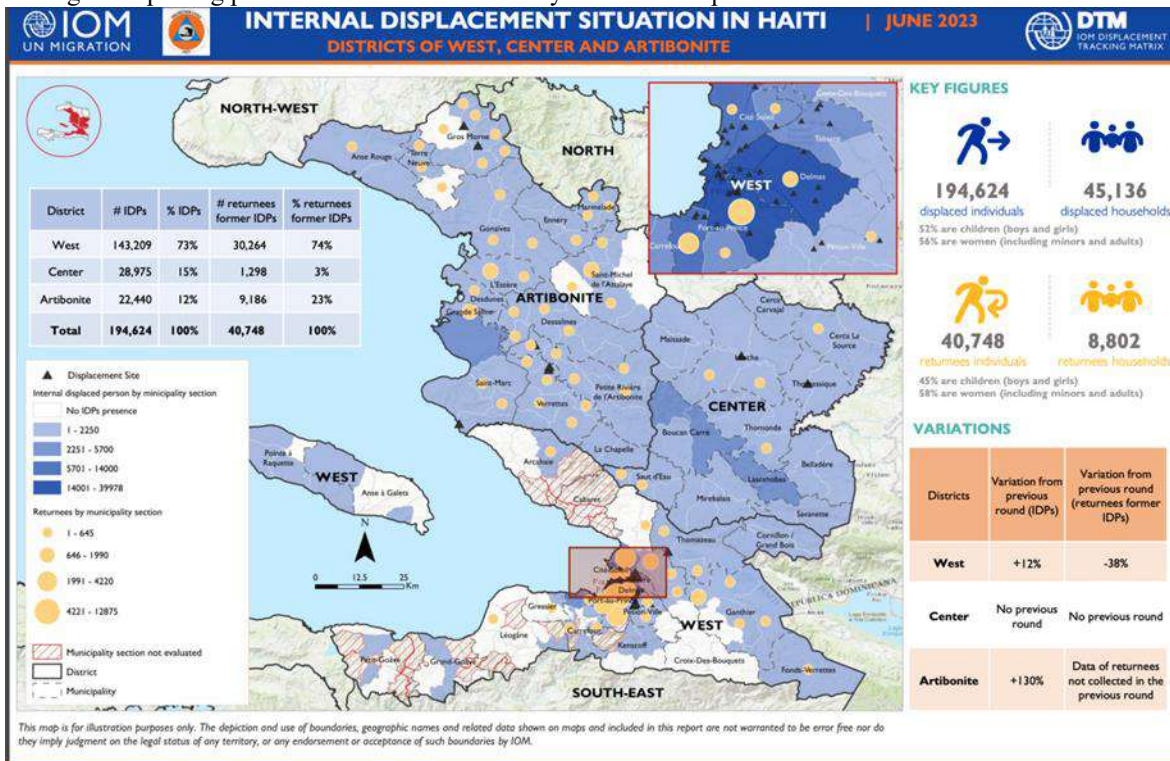 IOM
UN MIGRATION
INTERNAL DISPLACEMENT SITUATION IN HAITI | JUNE 2023
DISTRICTS OF WEST, CENTER AND ARTIBONITE
DTM
IOM DISPLACEMENT
TRACKING MATRIX
NORTH-WEST
NORTH
Gros Morne
Anse Rouge
Terre
Neuve
Marmelade
Ennery
Gonaïves
Saint-Michel
de l'Attalaye
L'Estère
ARTIBONITE
Desdunes
Grande Saline
Dessalines
Saint-Marc
Verrettes
Petite Rivière
de l'Artibonite
La Chapelle
District # IDPs % IDPs # returnees former IDPs % returnees former IDPs
West 143,209 73% 30,264 74%
Center 28,975 15% 1,298 3%
Artibonite 22,440 12% 9,186 23%
Total 194,624 100% 40,748 100%
Croix-Des-Bouquets
Cité Soleil
Tabarre
WEST
Delmas
Port-au-Prince
Carrefour
Pétion-Ville
Cerca
Carvajal
Maissade
Cerca La
Source
Thomassique
CENTER
Thomonde
Boucan Carré
Lascahobas
Belladère
Mirebalais
Savanette
Saut d'Eau
Arcahaie
Cabaret
Cornillon /
Grand Bois
Thomazeau
Pointe à
Raquette
WEST
Anse à Galets
N
0 12.5 25
Km
Delmas
Port-au-Prince
Pétion-Ville
Gressier
Carrefour
Léogâne
Kenscoff
Ganthier
WEST
Croix-Des-Bouquets
Fonds-Verrettes
Petit-Goâve
Grand-Goâve
SOUTH-EAST
REPÚBLICA DOMINICANA
Displacement Site
Internal displaced person by minicipality section
No IDPs presence
1 - 2250
2251 - 5700
5701 - 14000
14001 - 39978
Returnees by municipality section
1 - 645
646 - 1990
1991 - 4220
4221 - 12875
Municipality section not evaluated
District
Municipality
KEY FIGURES
194,624
displaced individuals
45,136
displaced households
52% are children (boys and girls)
56% are women (including minors and adults)
40,748
returnees individuals
8,802
returnees households
45% are children (boys and girls)
58% are women (including minors and adults)
VARIATIONS
Districts Variation from previous round (IDPs) Variation from previous round (returnees former IDPs)
West +12% -38%
Center No previous round No previous round
Artibonite +130% Data of returnees not collected in the previous round
This map is for illustration purposes only. The depiction and use of boundaries, geographic names and related data shown on maps and included in this report are not warranted to be error free nor do
they imply judgment on the legal status of any territory, or any endorsement or acceptance of such boundaries by IOM.